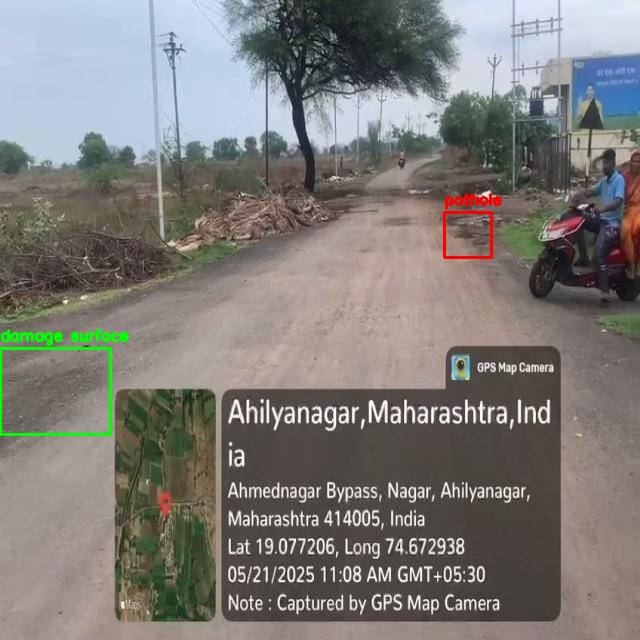 pothole
damage surface
GPS Map Camera
Ahilyanagar,Maharashtra,Ind
ia
Ahmednagar Bypass, Nagar, Ahilyanagar,
Maharashtra 414005, India
Lat 19.077206, Long 74.672938
05/21/2025 11:08 AM GMT+05:30
Note : Captured by GPS Map Camera
Maps